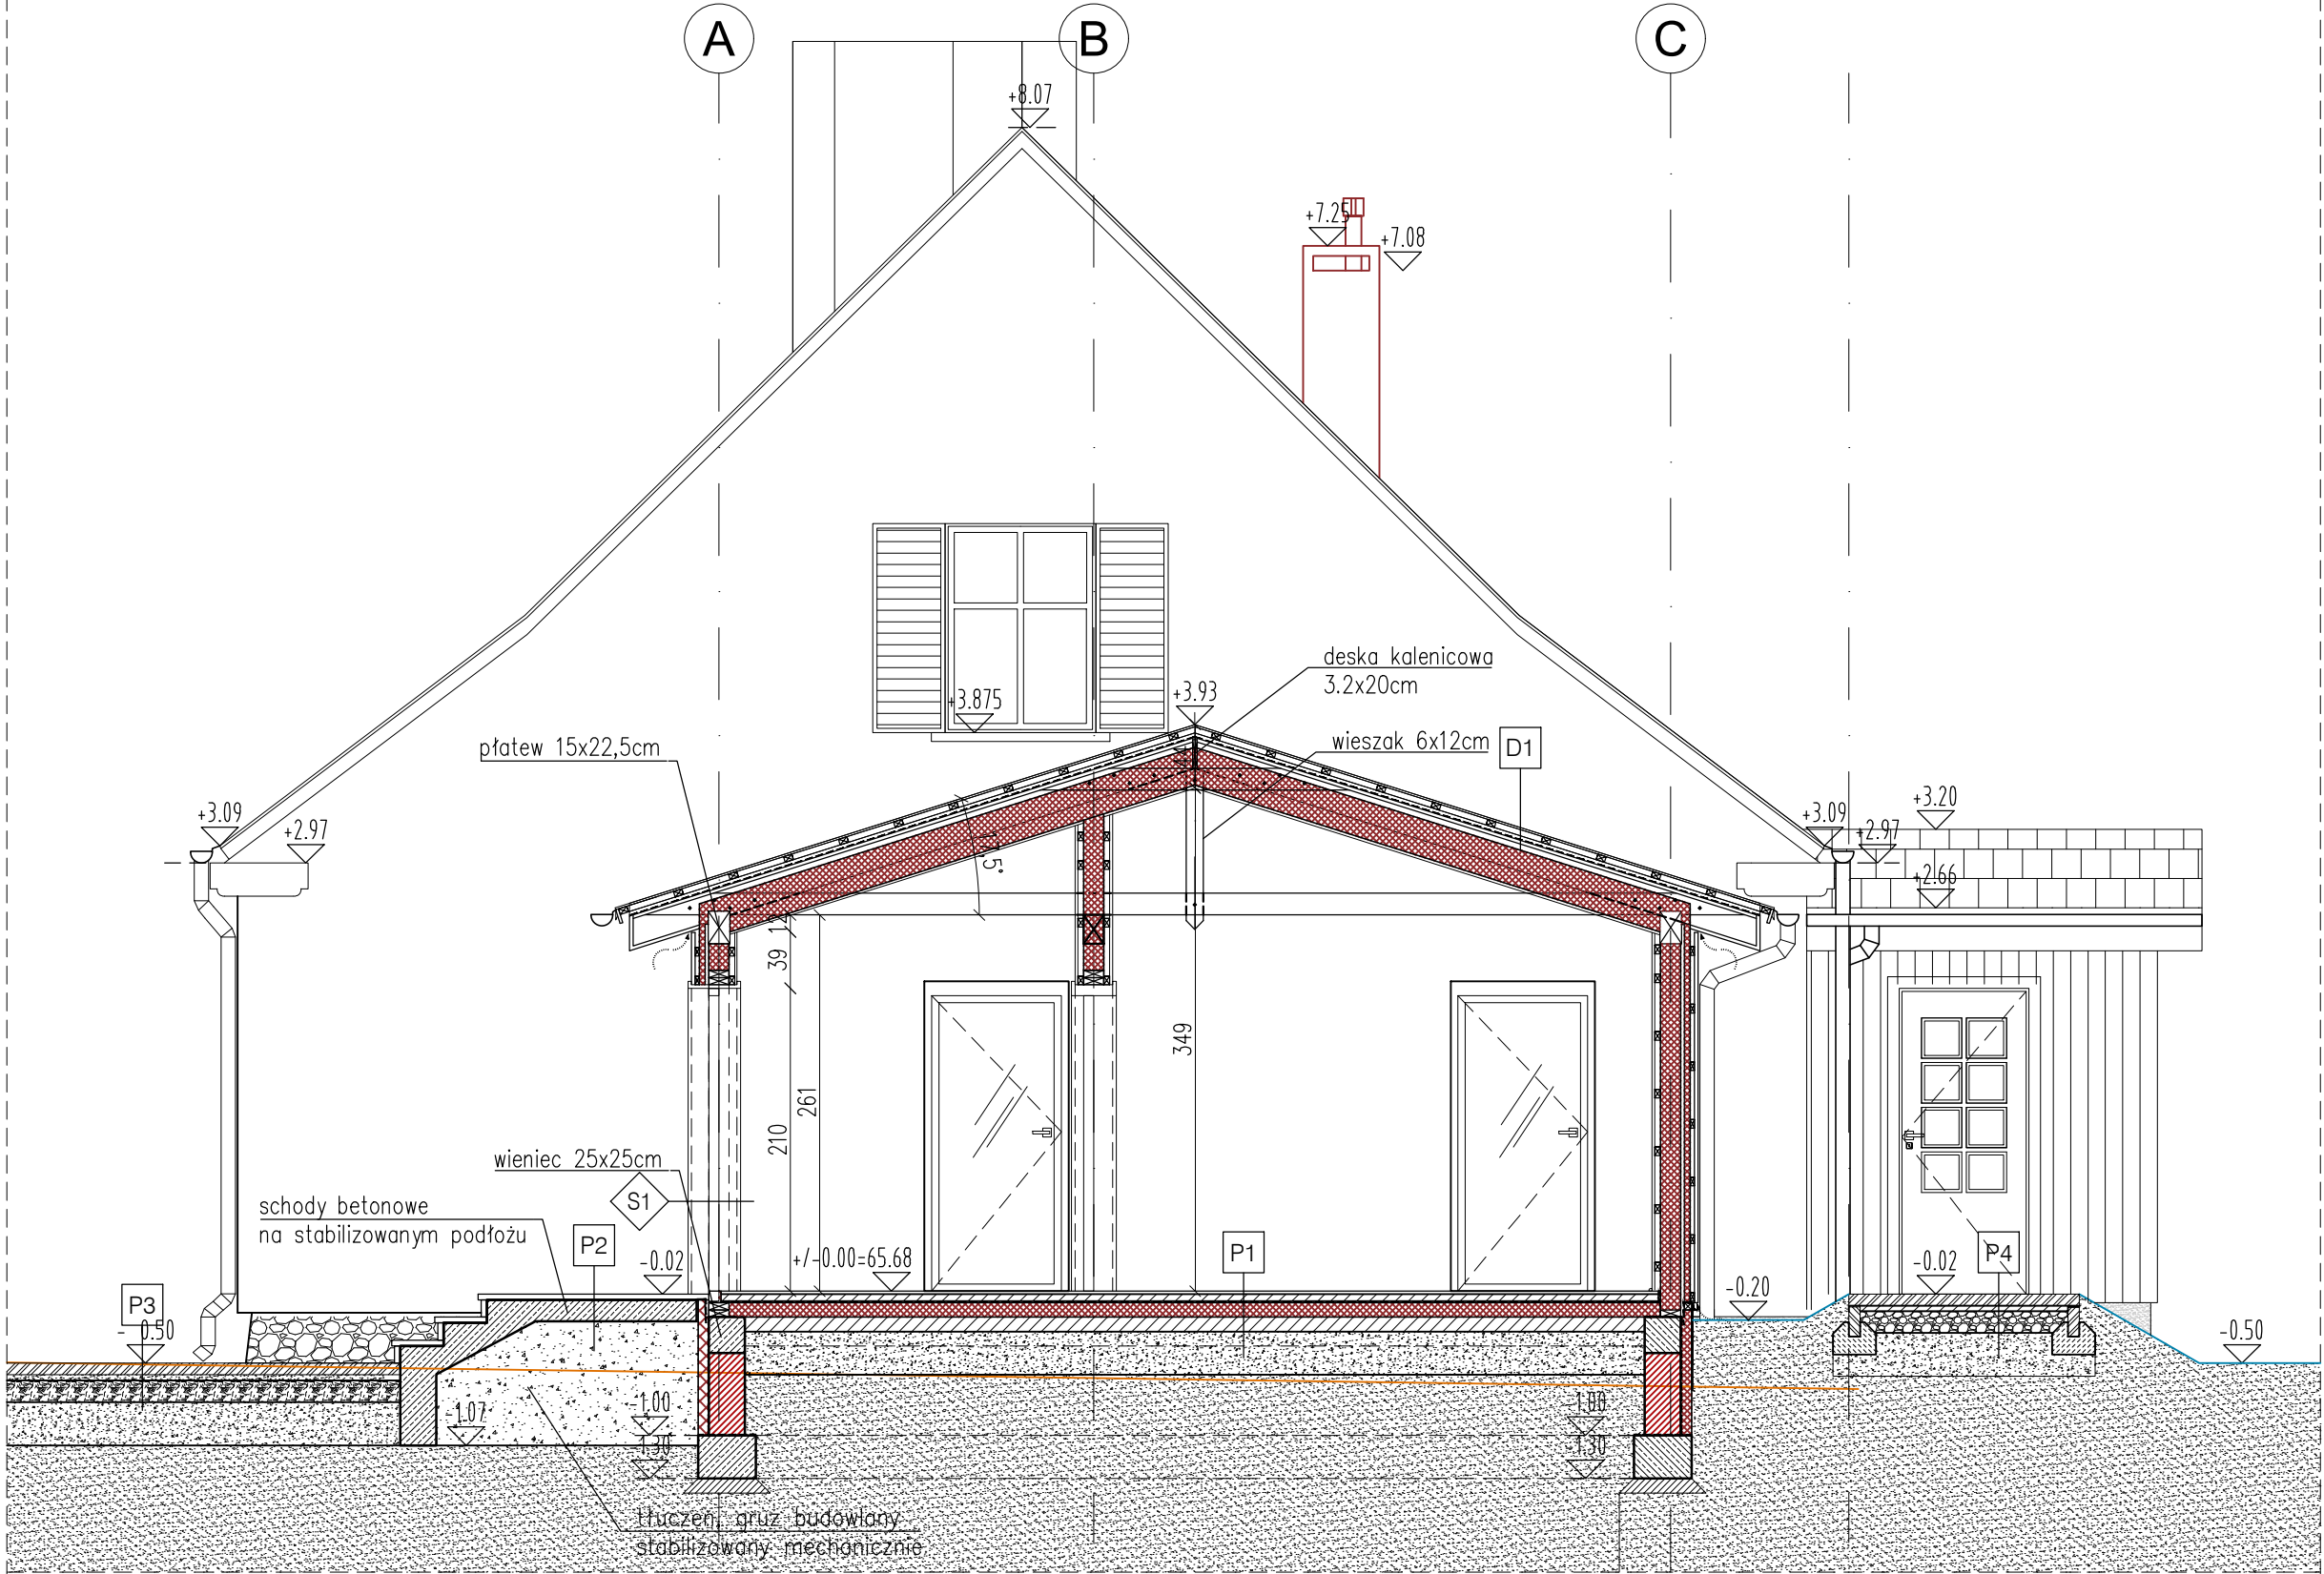 A
B
C
+8.07
+7.25
+7.08
deska kalenicowa
3.2x20cm
+3.93
+3.875
wieszak 6x12cm
D1
płatew 15x22,5cm
+3.09
+2.97
+3.09
+2.97
+3.20
+2.66
17,5°
39
349
261
210
wieniec 25x25cm
S1
schody betonowe
na stabilizowanym podłożu
P2
-0.02
+/-0.00=65.68
P1
-0.02
P4
-0.20
P3
- 0.50
-0.50
-1.07
-1.00
-1.30
-1.00
-1.30
tłuczeń, gruz budowlany
stabilizowany mechanicznie